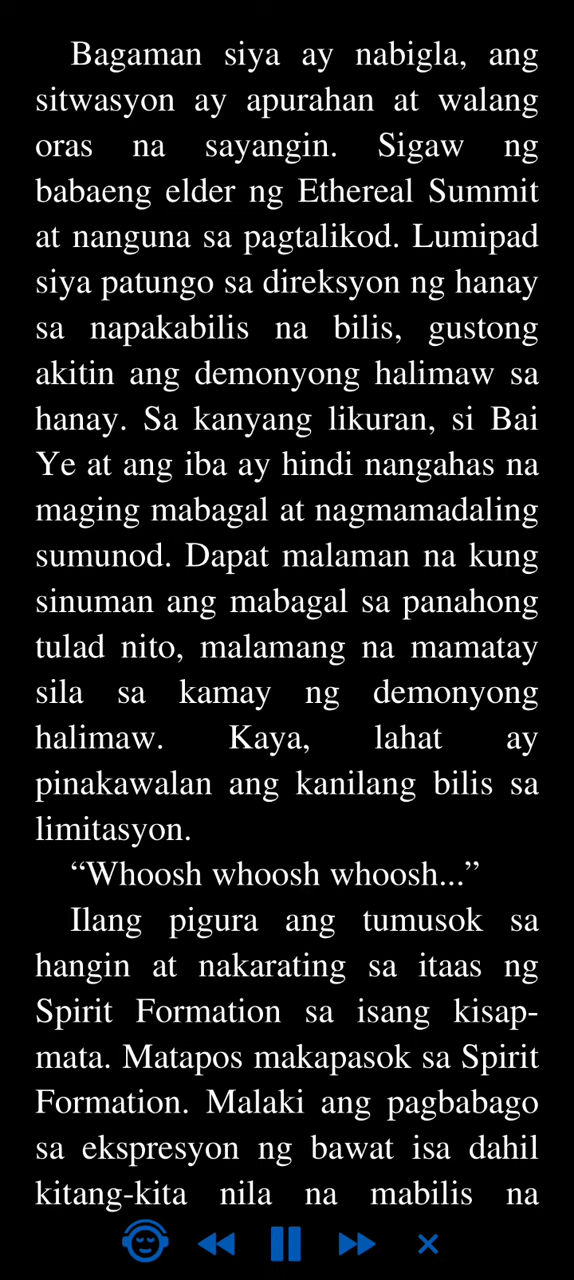 Bagaman siya ay nabigla, ang
sitwasyon ay apurahan at walang
oras na sayangin. Sigaw ng
babaeng elder ng Ethereal Summit
at nanguna sa pagtalikod. Lumipad
siya patungo sa direksyon ng hanay
sa napakabilis na bilis, gustong
akitin ang demonyong halimaw sa
hanay. Sa kanyang likuran, si Bai
Ye at ang iba ay hindi nangahas na
maging mabagal at nagmamadaling
sumunod. Dapat malaman na kung
sinuman ang mabagal sa panahong
tulad nito, malamang na mamatay
sila sa kamay ng demonyong
halimaw. Kaya, lahat ay
pinakawalan ang kanilang bilis sa
limitasyon.
“Whoosh whoosh whoosh...”
Ilang pigura ang tumusok sa
hangin at nakarating sa itaas ng
Spirit Formation sa isang kisap-
mata. Matapos makapasok sa Spirit
Formation. Malaki ang pagbabago
sa ekspresyon ng bawat isa dahil
kitang-kita nila na mabilis na